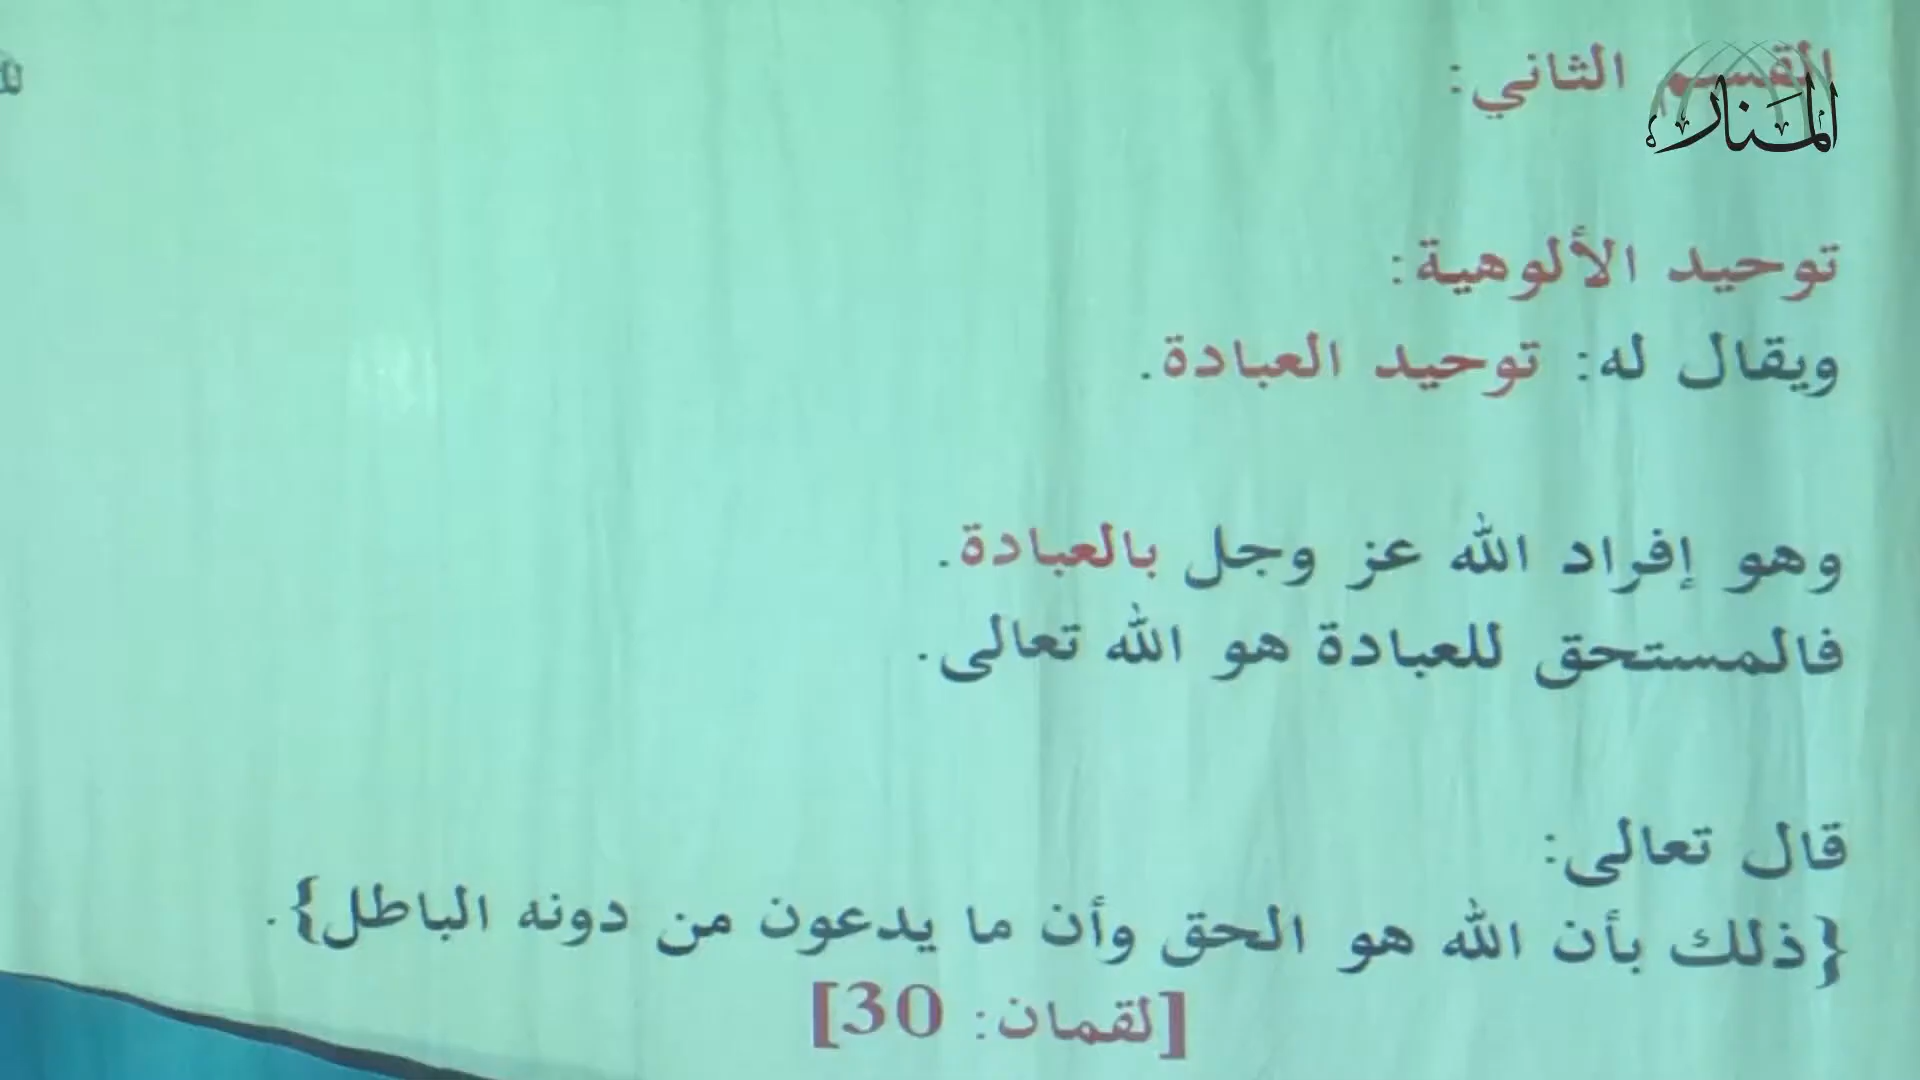 القسم الثاني:
المنارة
توحيد الألوهية:
ويقال له: توحيد العبادة.
وهو إفراد الله عز وجل بالعبادة.
فالمستحق للعبادة هو الله تعالى.
قال تعالى:
{ذلك بأن الله هو الحق وأن ما يدعون من دونه الباطل}.
[لقمان: 30]